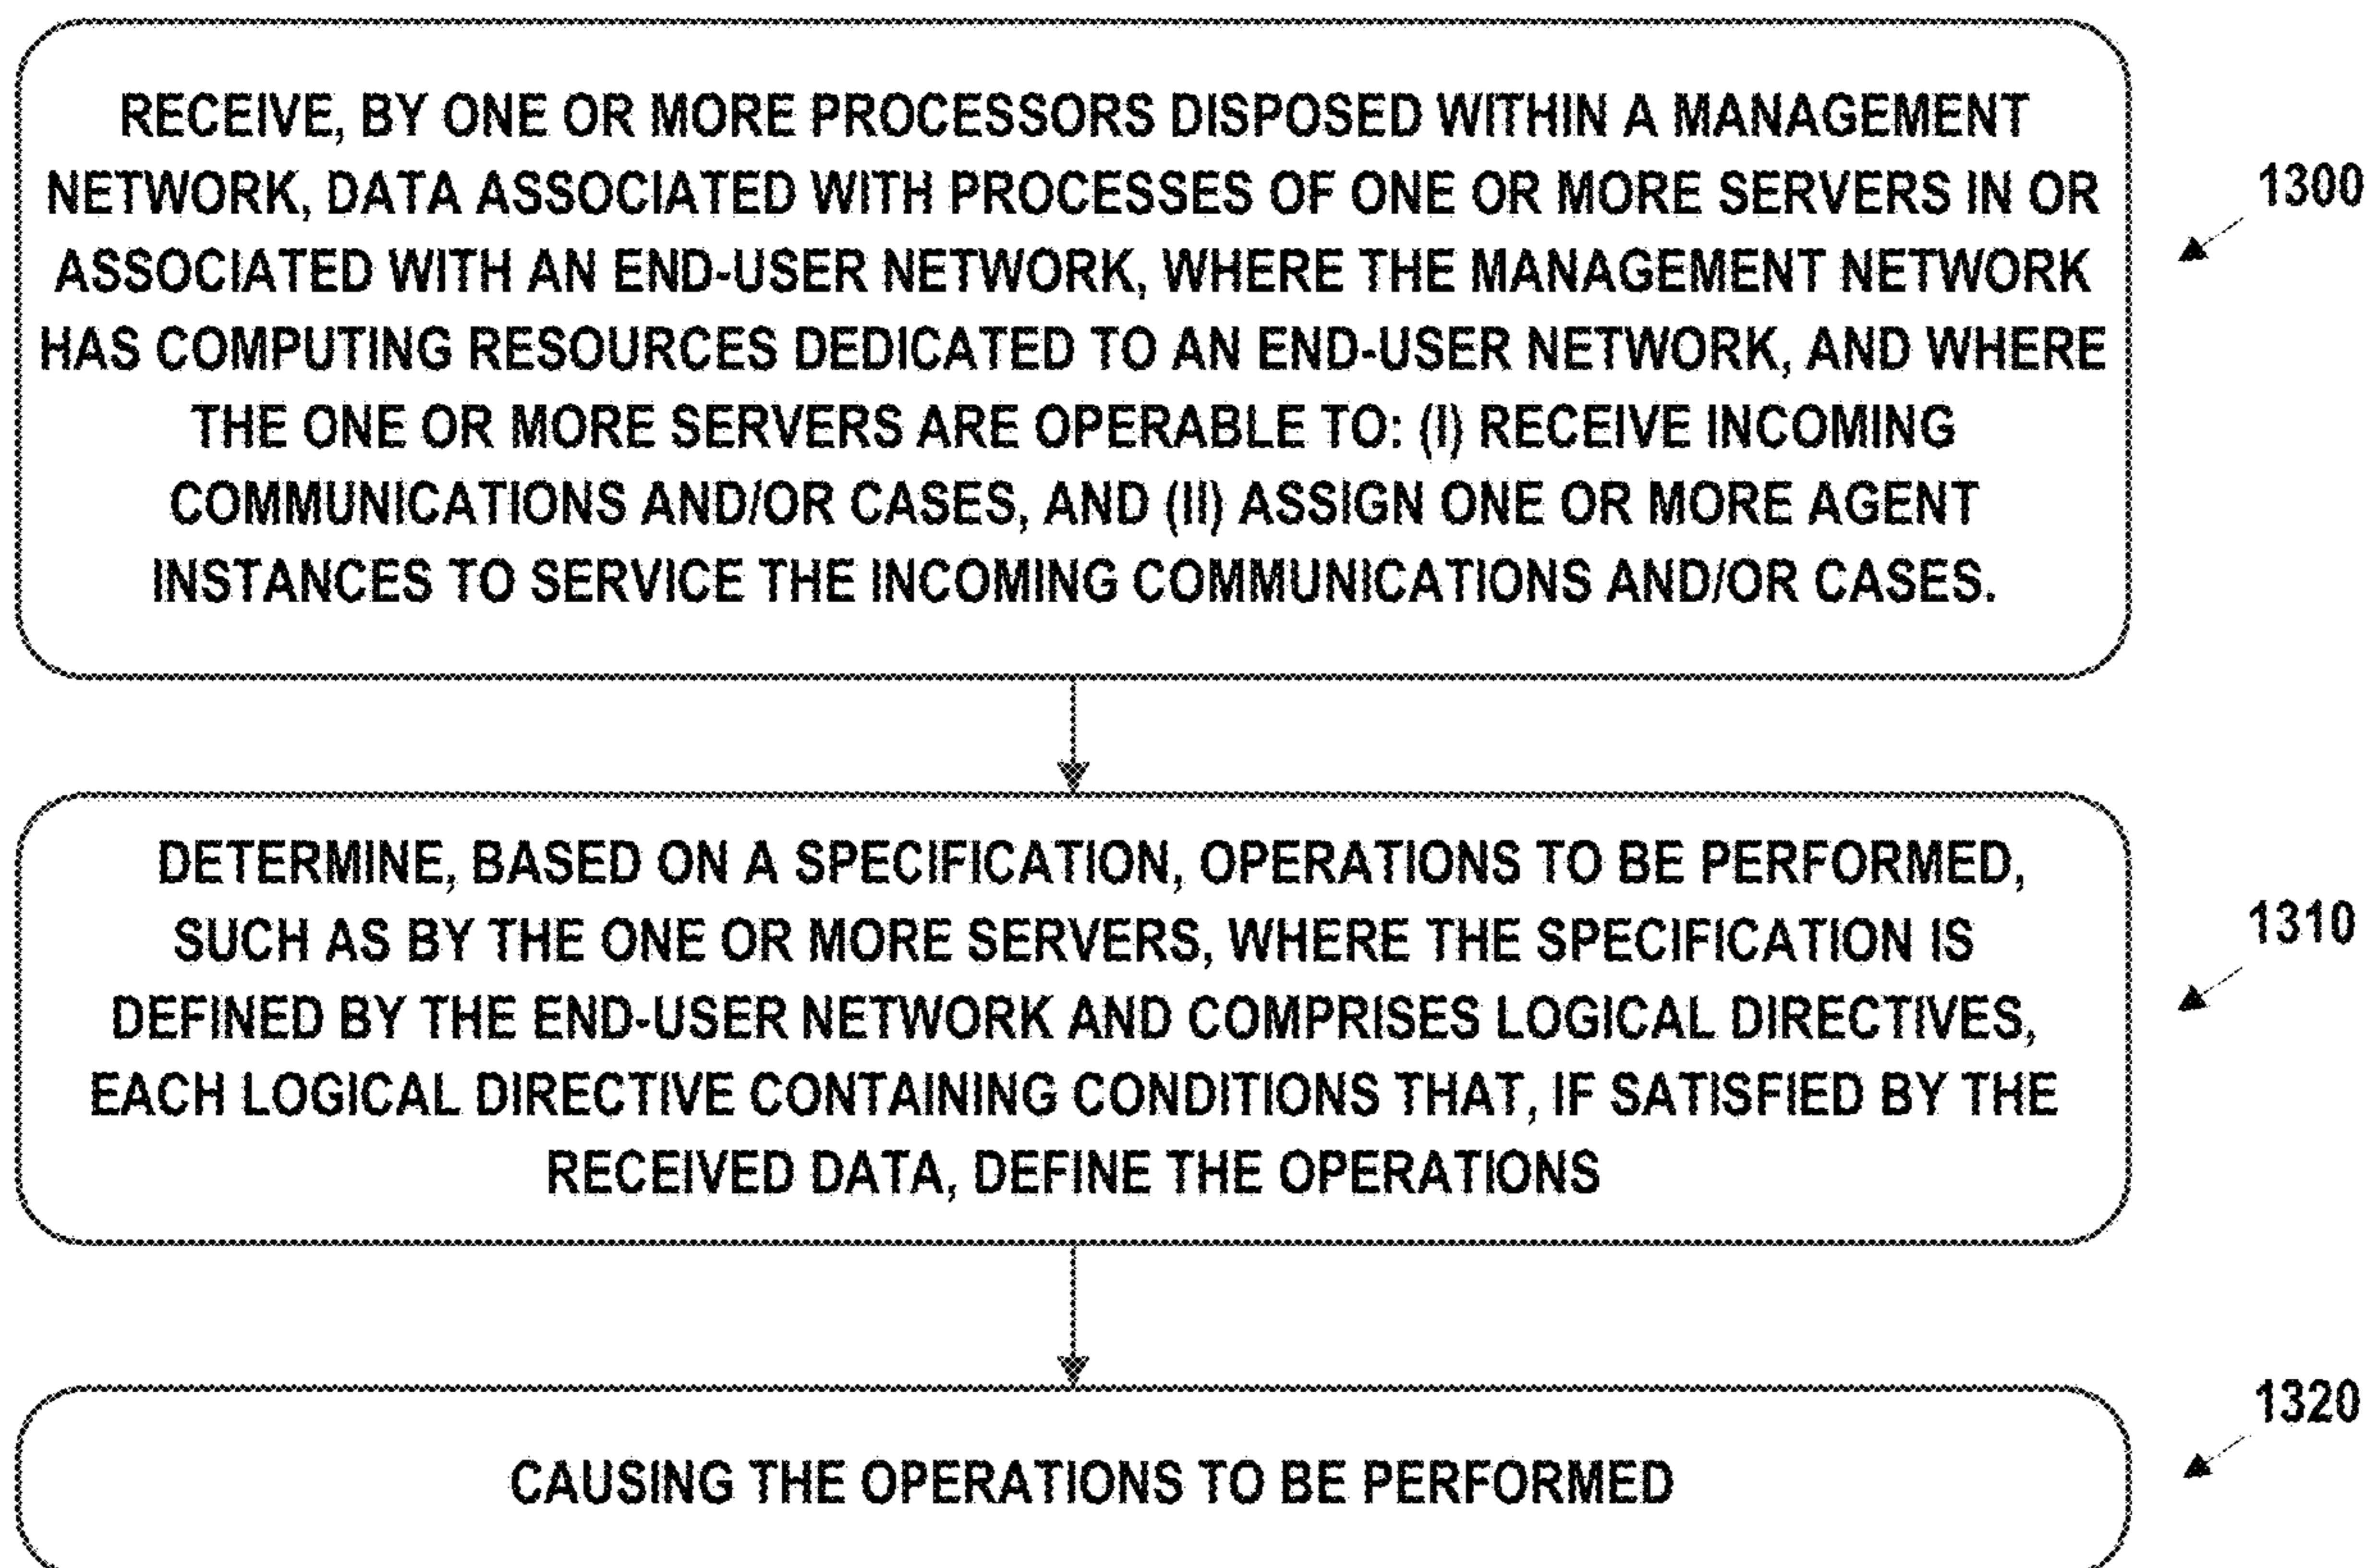 RECEIVE, BY ONE OR MORE PROCESSORS DISPOSED WITHIN A MANAGEMENT
NETWORK, DATA ASSOCIATED WITH PROCESSES OF ONE OR MORE SERVERS IN OR
ASSOCIATED WITH AN END-USER NETWORK, WHERE THE MANAGEMENT NETWORK
HAS COMPUTING RESOURCES DEDICATED TO AN END-USER NETWORK, AND WHERE
THE ONE OR MORE SERVERS ARE OPERABLE TO: (I) RECEIVE INCOMING
COMMUNICATIONS AND/OR CASES, AND (II) ASSIGN ONE OR MORE AGENT
INSTANCES TO SERVICE THE INCOMING COMMUNICATIONS AND/OR CASES.
1300
DETERMINE, BASED ON A SPECIFICATION, OPERATIONS TO BE PERFORMED,
SUCH AS BY THE ONE OR MORE SERVERS, WHERE THE SPECIFICATION IS
DEFINED BY THE END-USER NETWORK AND COMPRISES LOGICAL DIRECTIVES,
EACH LOGICAL DIRECTIVE CONTAINING CONDITIONS THAT, IF SATISFIED BY THE
RECEIVED DATA, DEFINE THE OPERATIONS
1310
CAUSING THE OPERATIONS TO BE PERFORMED
1320